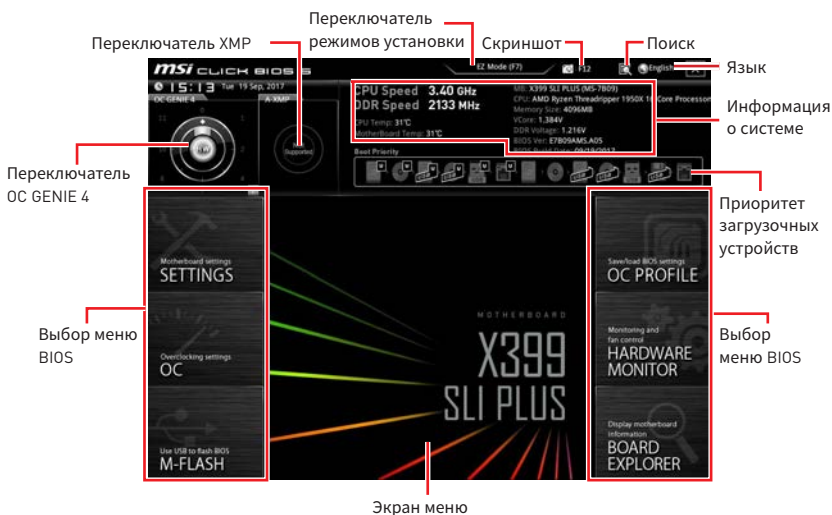 Переключатель
режимов установки
Переключатель XMP
Скриншот
Поиск
Язык
msi CLICK BIOS 5
EZ Mode (F7)
F12
English
15:13 Tue 19 Sep, 2017
OC GENIE 4
A-XMP
CPU Speed 3.40 GHz
DDR Speed 2133 MHz
CPU Temp: 31°C
MotherBoard Temp: 31°C
MB: X399 SLI PLUS (MS-7B09)
CPU: AMD Ryzen Threadripper 1950X 16-Core Processor
Memory Size: 4096MB
VCore: 1.384V
DDR Voltage: 1.216V
BIOS Ver: E7B09AMS.A05
BIOS Build Date: 09/19/2017
Информация
о системе
Supported
Boot Priority
Переключатель
OC GENIE 4
Приоритет
загрузочных
устройств
Motherboard settings
SETTINGS
Overclocking settings
OC
Use USB to flash BIOS
M-FLASH
Выбор меню
BIOS
MOTHERBOARD
X399
SLI PLUS
Save/load BIOS settings
OC PROFILE
Monitoring and
fan control
HARDWARE
MONITOR
Display motherboard
information
BOARD
EXPLORER
Выбор
меню BIOS
Экран меню